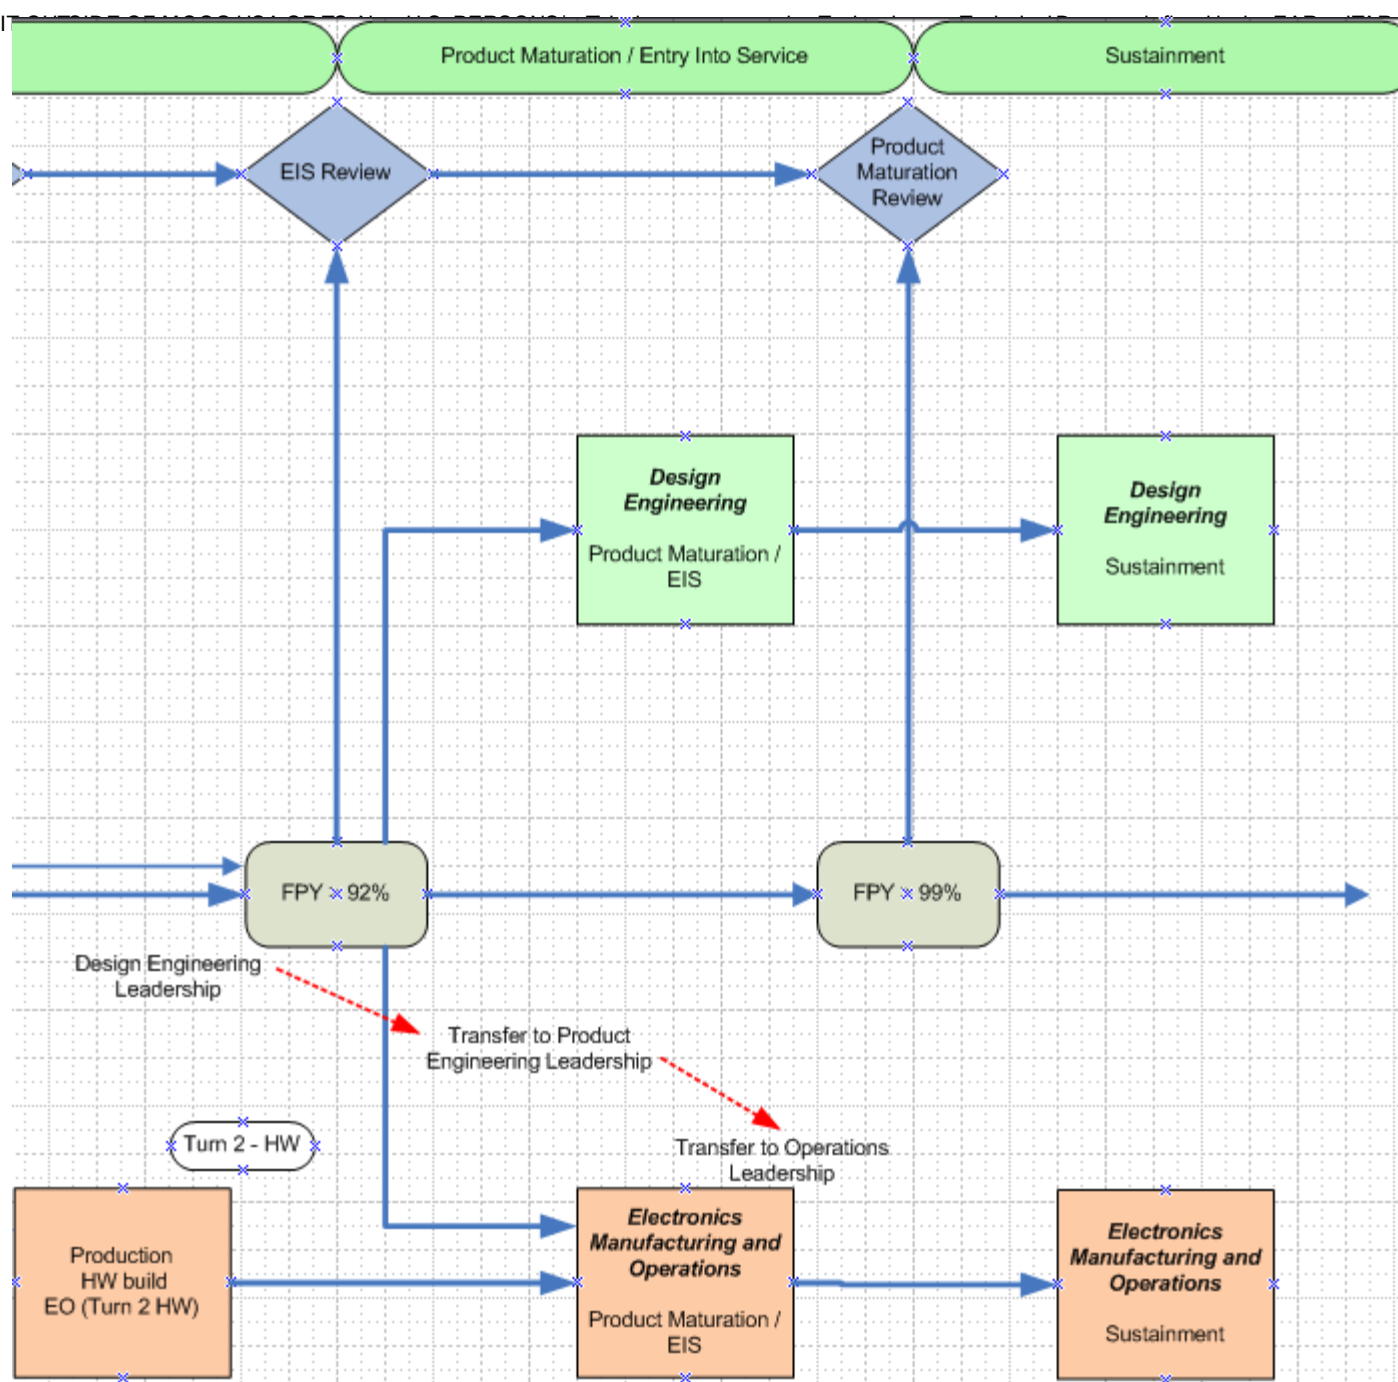 Product Maturation / Entry Into Service
Sustainment
EIS Review
Product
Maturation
Review
Design
Engineering
Product Maturation /
EIS
Design
Engineering
Sustainment
FPY > 92%
FPY > 99%
Design Engineering
Leadership
Transfer to Product
Engineering Leadership
Transfer to Operations
Leadership
Turn 2 - HW
Production
HW build
EO (Turn 2 HW)
Electronics
Manufacturing and
Operations
Product Maturation /
EIS
Electronics
Manufacturing and
Operations
Sustainment